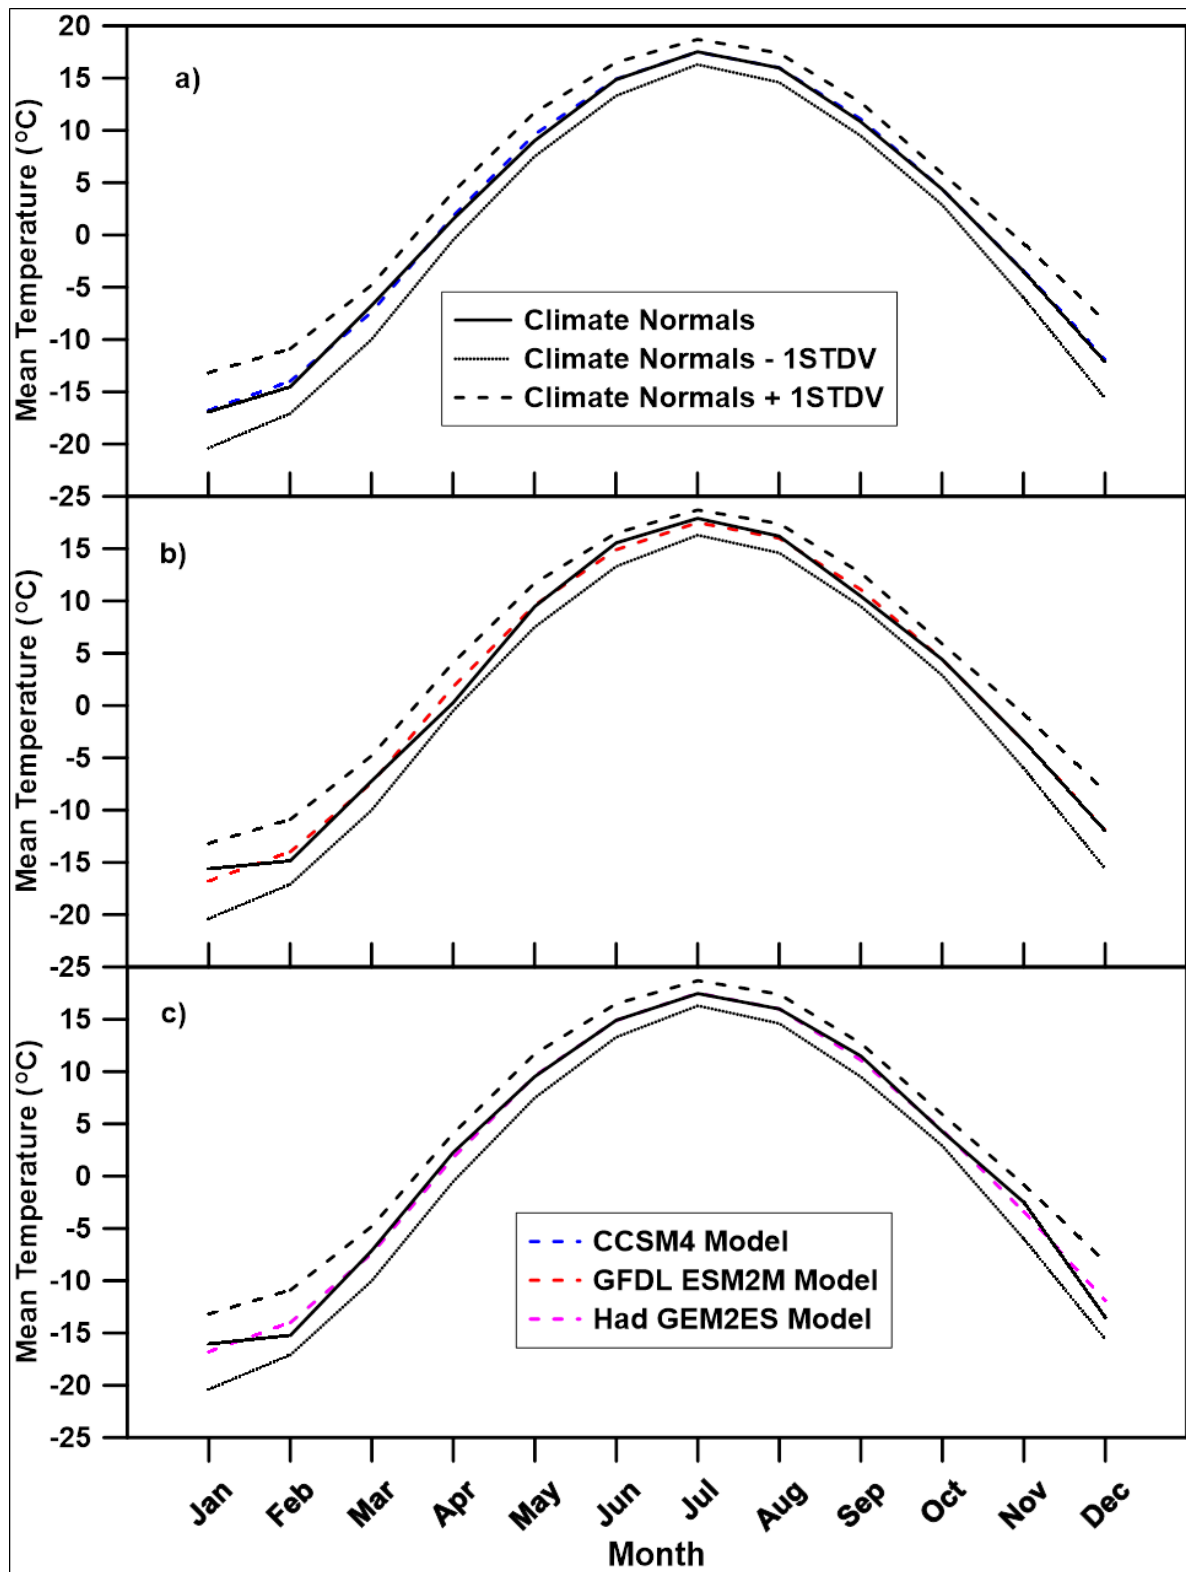 20
15
10
5
0
-5
-10
-15
-20
-25
Mean Temperature (°C)
a)
Climate Normals
Climate Normals - 1STDV
Climate Normals + 1STDV
15
10
5
0
-5
-10
-15
-20
-25
Mean Temperature (°C)
b)
15
10
5
0
-5
-10
-15
-20
-25
Mean Temperature (°C)
c)
CCSM4 Model
GFDL ESM2M Model
Had GEM2ES Model
Jan Feb Mar Apr May Jun Jul Aug Sep Oct Nov Dec
Month